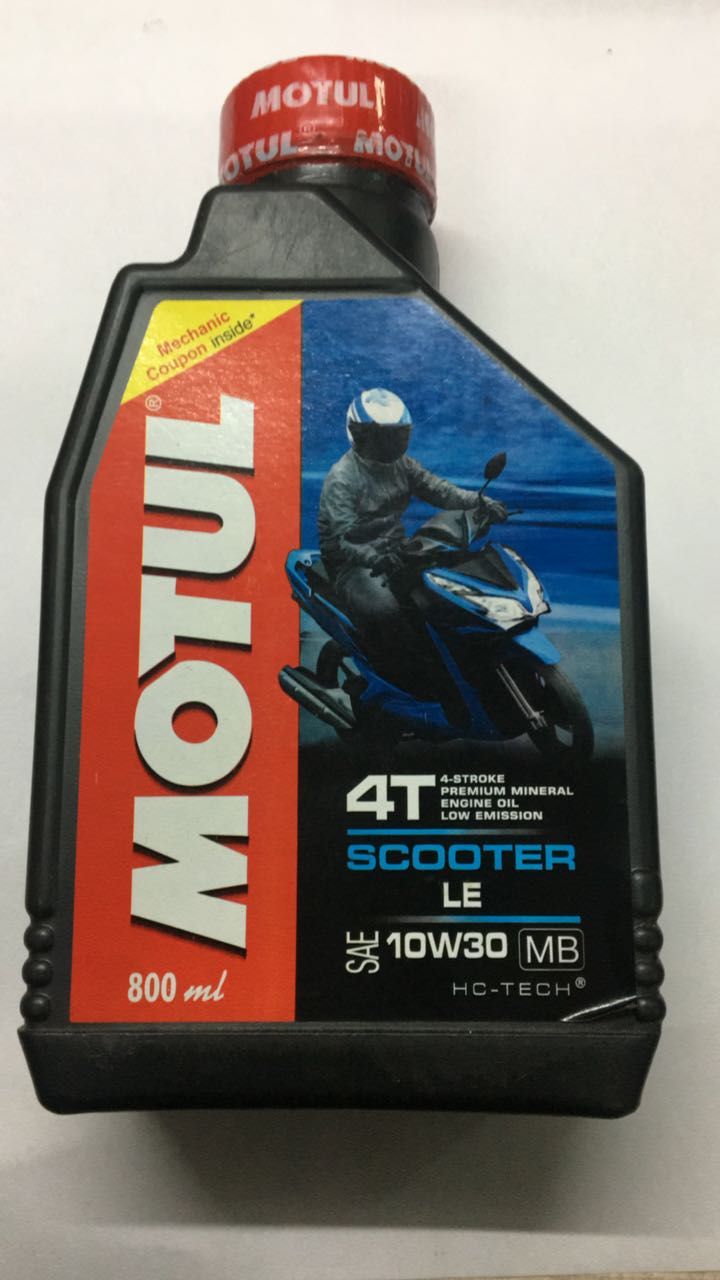 MOTUL
MOTUL® MOTUL
Mechanic
Coupon inside*
MOTUL®
4T
4-STROKE
PREMIUM MINERAL
ENGINE OIL
LOW EMISSION
SCOOTER
LE
SAE 10W30 MB
HC-TECH®
800 ml